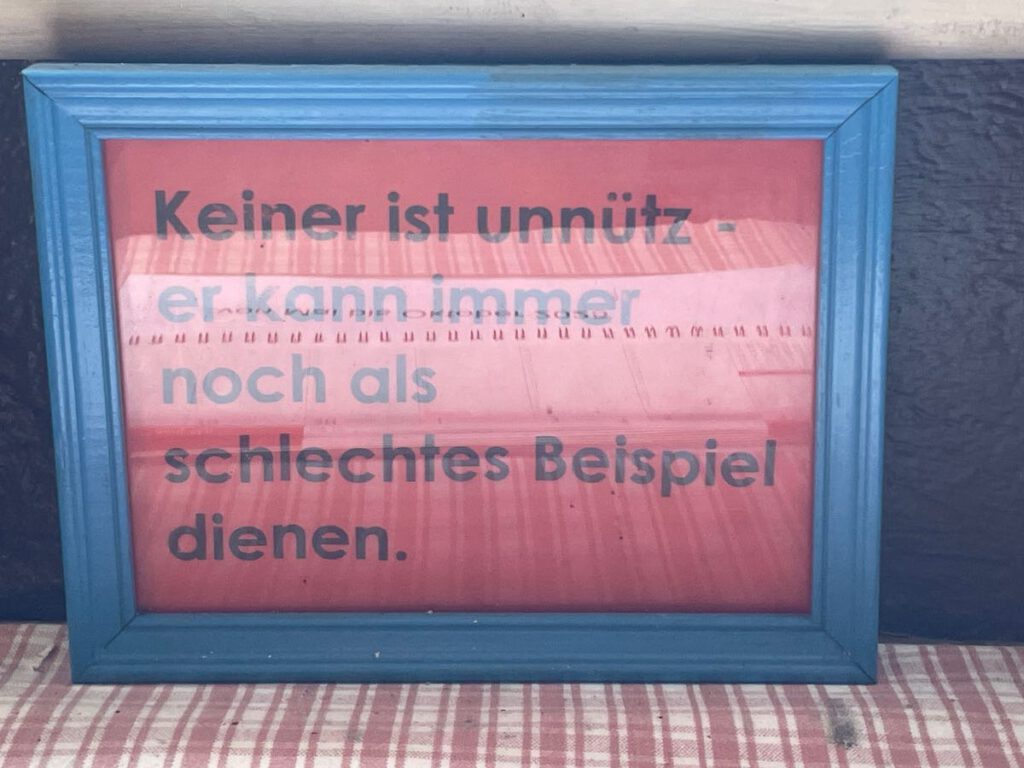 Keiner ist unnütz -
er kann immer
noch als
schlechtes Beispiel
dienen.